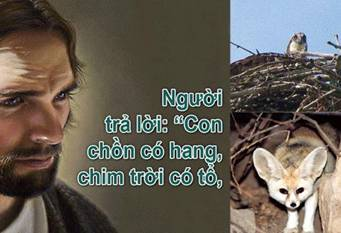 Người
trả lời: “Con
chồn có hang,
chim trời có tổ,